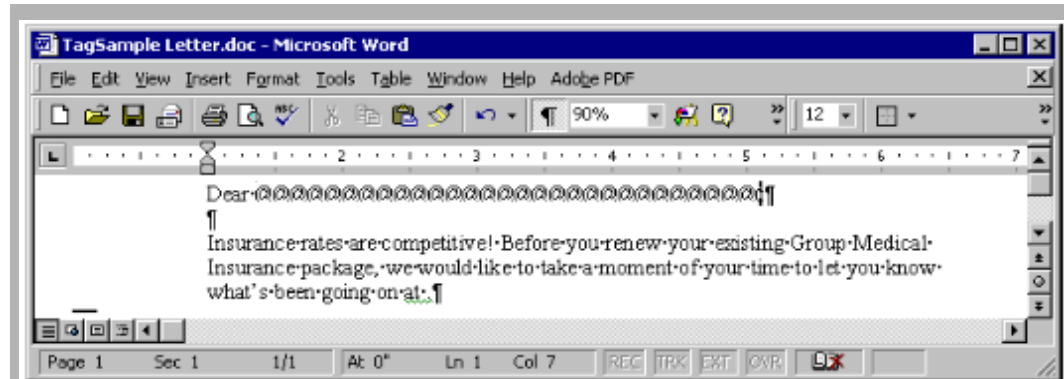 TagSample Letter.doc - Microsoft Word
File Edit View Insert Format Tools Table Window Help Adobe PDF
90% 12
2 3 4 5 6 7
Dear
Insurance rates are competitive! Before you renew your existing Group Medical
Insurance package, we would like to take a moment of your time to let you know
what's been going on at .
Page 1 Sec 1 1/1 At 0" Ln 1 Col 7 REC TRK EXT OVR